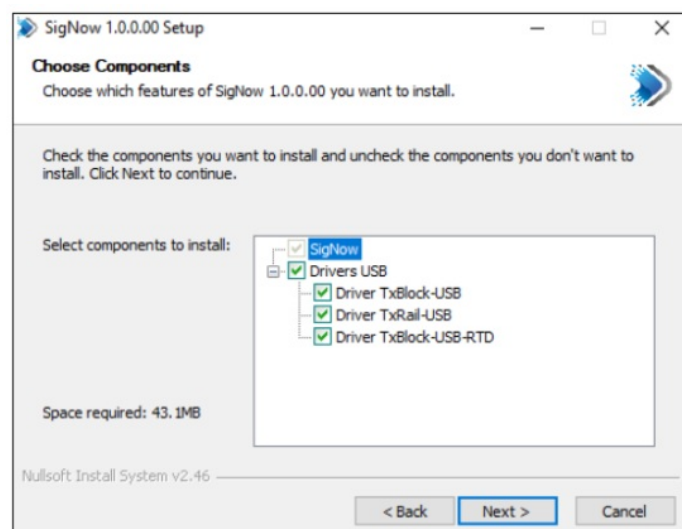 SigNow 1.0.0.00 Setup
Choose Components
Choose which features of SigNow 1.0.0.00 you want to install.
Check the components you want to install and uncheck the components you don't want to
install. Click Next to continue.
Select components to install:
SigNow
Drivers USB
Driver TxBlock-USB
Driver TxRail-USB
Driver TxBlock-USB-RTD
Space required: 43.1MB
Nullsoft Install System v2.46
< Back
Next >
Cancel